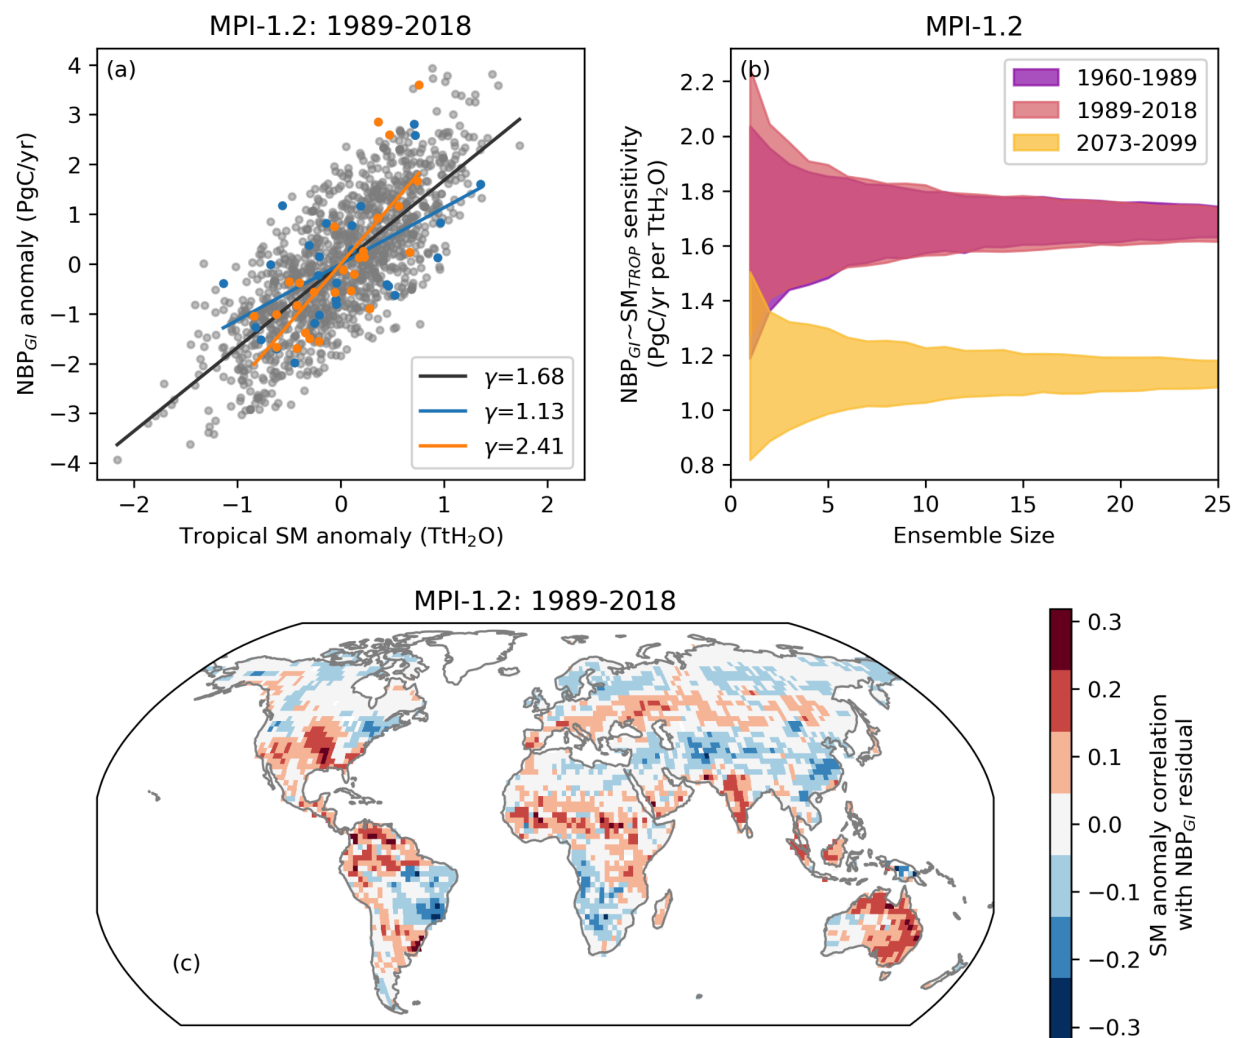 MPI-1.2: 1989-2018
(a)
NBP_GI anomaly (PgC/yr)
4
3
2
1
0
−1
−2
−3
−4
γ=1.68
γ=1.13
γ=2.41
−2
−1
0
1
2
Tropical SM anomaly (TtH₂O)
MPI-1.2
(b)
1960-1989
1989-2018
2073-2099
NBP_GI~SM_TROP sensitivity
(PgC/yr per TtH₂O)
2.2
2.0
1.8
1.6
1.4
1.2
1.0
0.8
0
5
10
15
20
25
Ensemble Size
MPI-1.2: 1989-2018
(c)
0.3
0.2
0.1
0.0
−0.1
−0.2
−0.3
SM anomaly correlation
with NBP_GI residual